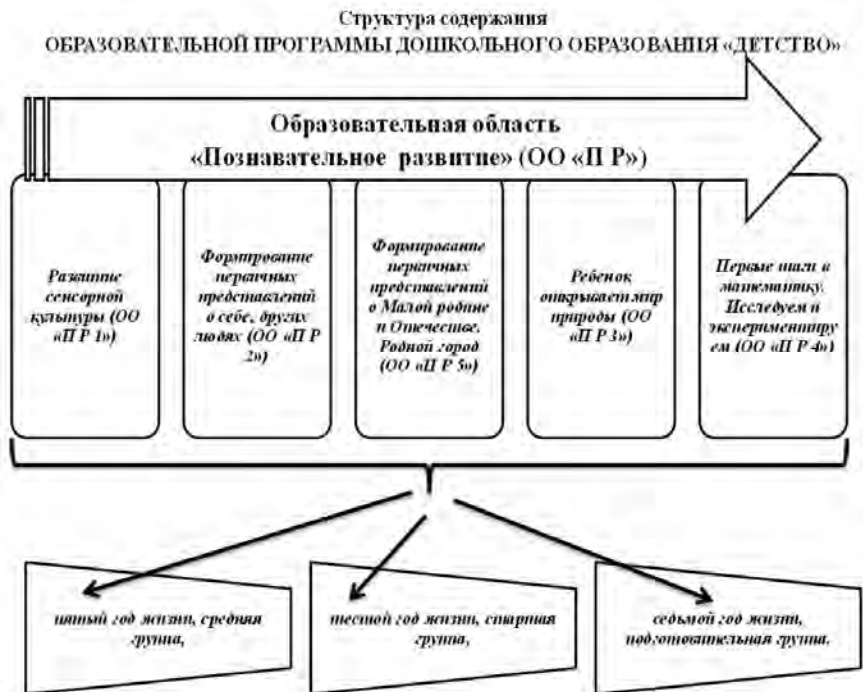 Структура содержания
ОБРАЗОВАТЕЛЬНОЙ ПРОГРАММЫ ДОШКОЛЬНОГО ОБРАЗОВАНИЯ «ДЕТСТВО»
Образовательная область
«Познавательное развитие» (ОО «П Р»)
Развитие
сенсорной
культуры (ОО
«П Р 1»)
Формирование
первичных
представлений
о себе, других
людях (ОО «П Р
2»)
Формирование
первичных
представлений
о Малой родине
и Отечестве.
Родной город
(ОО «П Р 5»)
Ребенок
открывает мир
природы (ОО
«П Р 3»)
Первые шаги в
математику.
Исследуем и
эксперементиру
ем (ОО «П Р 4»)
пятый год жизни, средняя
группа,
шестой год жизни, старшая
группа,
седьмой год жизни,
подготовительная группа,